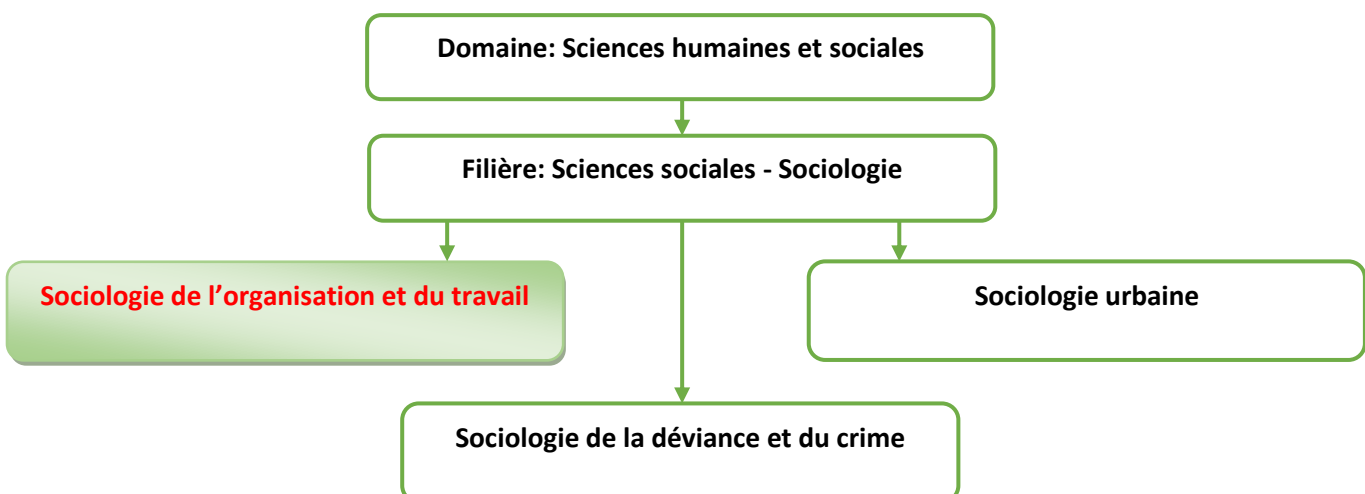 Domaine: Sciences humaines et sociales
Filière: Sciences sociales - Sociologie
Sociologie de l’organisation et du travail
Sociologie urbaine
Sociologie de la déviance et du crime